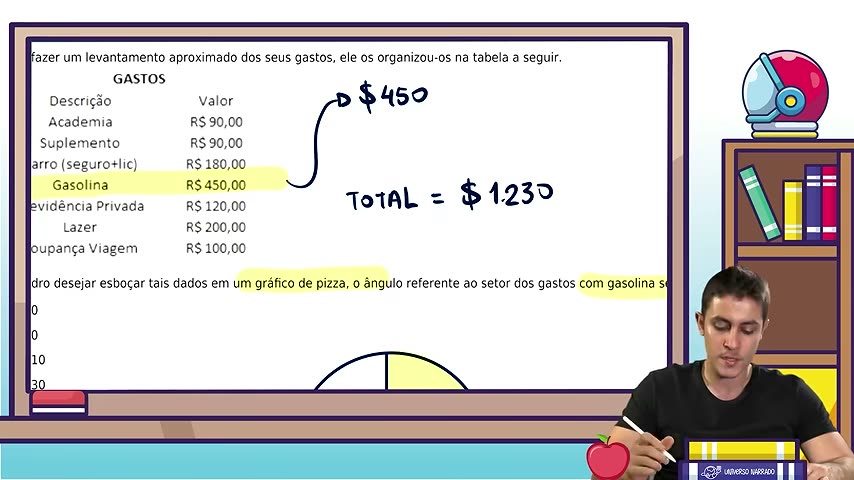 fazer um levantamento aproximado dos seus gastos, ele os organizou-os na tabela a seguir.
GASTOS
Descrição Valor
Academia R$ 90,00
Suplemento R$ 90,00
arro (seguro+lic) R$ 180,00
Gasolina R$ 450,00
evidência Privada R$ 120,00
Lazer R$ 200,00
oupança Viagem R$ 100,00
$ 450
TOTAL = $ 1.230
dro desejar esboçar tais dados em um gráfico de pizza, o ângulo referente ao setor dos gastos com gasolina se
0
0
10
30
UNIVERSO NARRADO